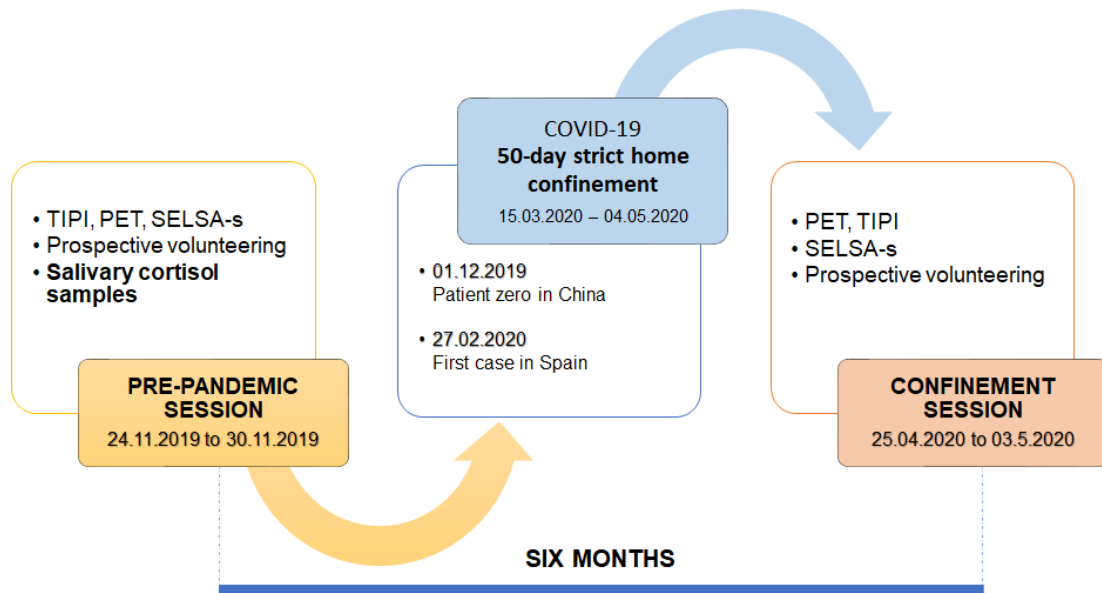 • TIPI, PET, SELSA-s
• Prospective volunteering
• Salivary cortisol
samples
PRE-PANDEMIC
SESSION
24.11.2019 to 30.11.2019
COVID-19
50-day strict home
confinement
15.03.2020 – 04.05.2020
• 01.12.2019
Patient zero in China
• 27.02.2020
First case in Spain
• PET, TIPI
• SELSA-s
• Prospective volunteering
CONFINEMENT
SESSION
25.04.2020 to 03.5.2020
SIX MONTHS